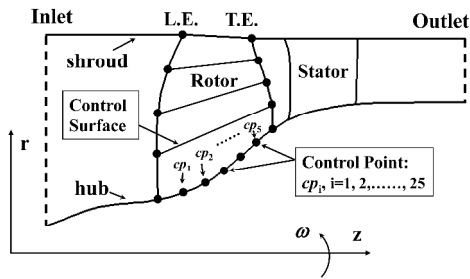 Inlet
L.E.
T.E.
Outlet
shroud
Rotor
Stator
Control
Surface
r
cp1
cp2
......
cp5
Control Point:
cpi, i=1, 2,......, 25
hub
ω
z